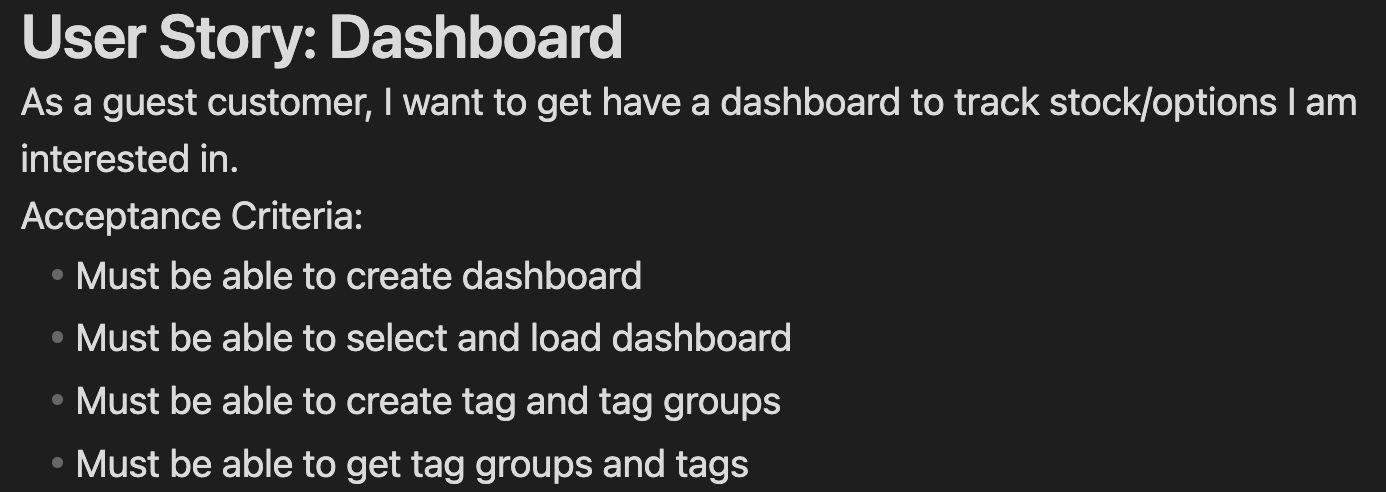 User Story: Dashboard
As a guest customer, I want to get have a dashboard to track stock/options I am
interested in.
Acceptance Criteria:
• Must be able to create dashboard
• Must be able to select and load dashboard
• Must be able to create tag and tag groups
• Must be able to get tag groups and tags